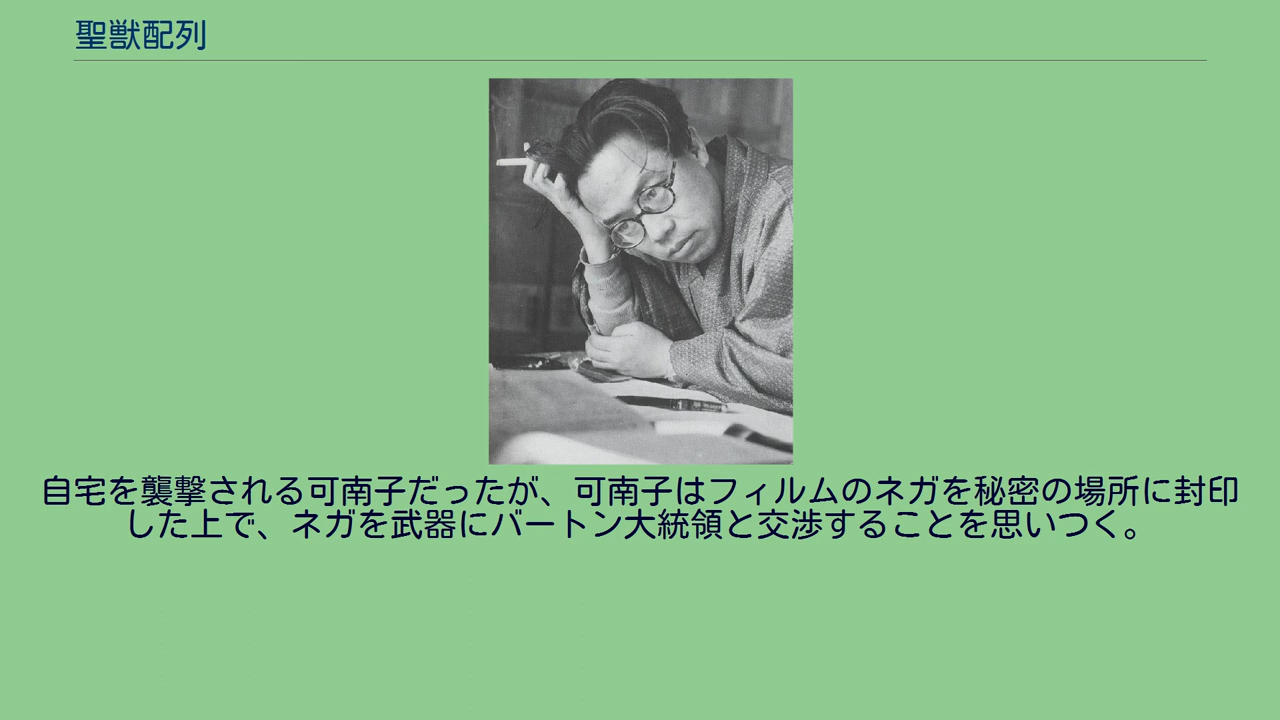 聖獣配列
自宅を襲撃される可南子だったが、可南子はフィルムのネガを秘密の場所に封印
した上で、ネガを武器にバートン大統領と交渉することを思いつく。